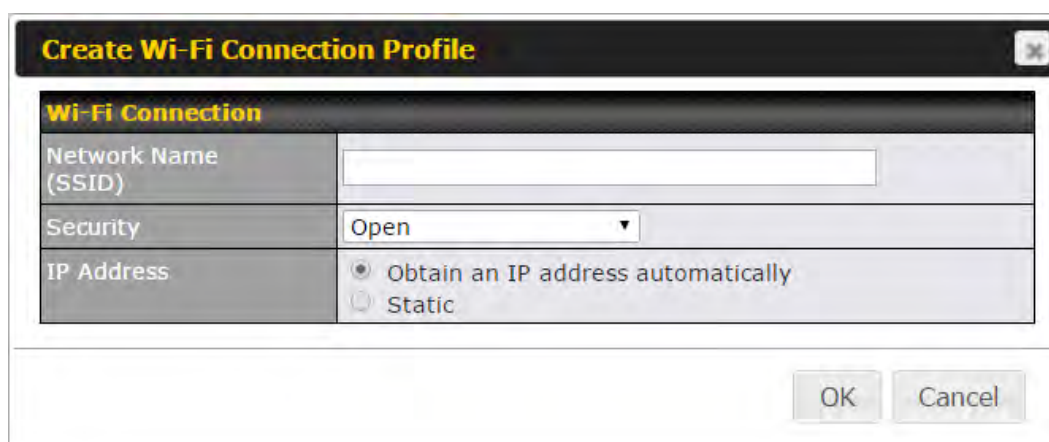 Create Wi-Fi Connection Profile
Wi-Fi Connection
Network Name
(SSID)
Security
Open
IP Address
Obtain an IP address automatically
Static
OK
Cancel